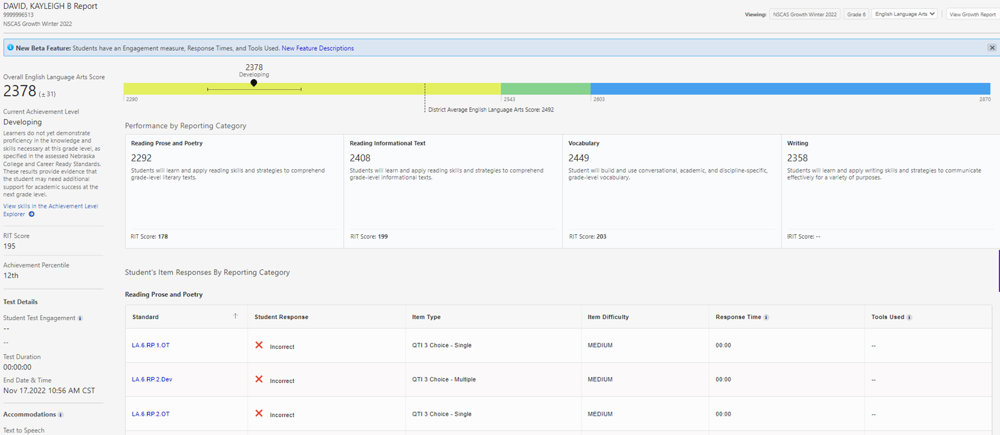 DAVID, KAYLEIGH B Report
9999996513
NSCAS Growth Winter 2022
Viewing: NSCAS Growth Winter 2022 Grade 6 English Language Arts View Growth Report
New Beta Feature: Students have an Engagement measure, Response Times, and Tools Used. New Feature Descriptions
Overall English Language Arts Score
2378 (± 31)
Current Achievement Level
Developing
Learners do not yet demonstrate
proficiency in the knowledge and
skills necessary at this grade level, as
specified in the assessed Nebraska
College and Career Ready Standards.
These results provide evidence that
the student may need additional
support for academic success at the
next grade level.
View skills in the Achievement Level
Explorer
RIT Score
195
Achievement Percentile
12th
Test Details
Student Test Engagement
--
--
Test Duration
00:00:00
End Date & Time
Nov 17,2022 10:56 AM CST
Accommodations
Text to Speech
2378
Developing
2290 2543 2603 2870
District Average English Language Arts Score: 2492
Performance by Reporting Category
Reading Prose and Poetry
2292
Students will learn and apply reading skills and strategies to comprehend
grade-level literary texts.
RIT Score: 178
Reading Informational Text
2408
Students will learn and apply reading skills and strategies to comprehend
grade-level informational texts.
RIT Score: 199
Vocabulary
2449
Student will build and use conversational, academic, and discipline-specific,
grade-level vocabulary.
RIT Score: 203
Writing
2358
Students will learn and apply writing skills and strategies to communicate
effectively for a variety of purposes.
IRIT Score: --
Student's Item Responses By Reporting Category
Reading Prose and Poetry
Standard Student Response Item Type Item Difficulty Response Time Tools Used
LA.6.RP.1.OT Incorrect QTI 3 Choice - Single MEDIUM 00:00 --
LA.6.RP.2.Dev Incorrect QTI 3 Choice - Multiple MEDIUM 00:00 --
LA.6.RP.2.OT Incorrect QTI 3 Choice - Single MEDIUM 00:00 --